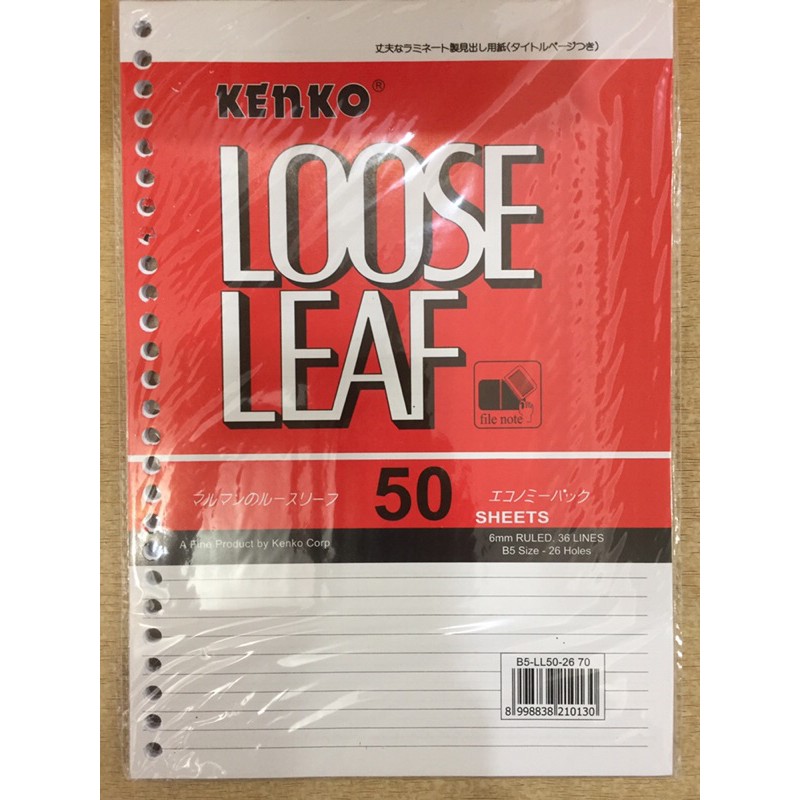 丈夫なラミネート製見出し用紙(タイトルページつき)
KENKO®
LOOSE
LEAF
file note
マルマンのルースリーフ 50 エコノミーパック
SHEETS
A Fine Product by Kenko Corp
6mm RULED. 36 LINES
B5 Size - 26 Holes
B5-LL50-26 70
8 998838 210130